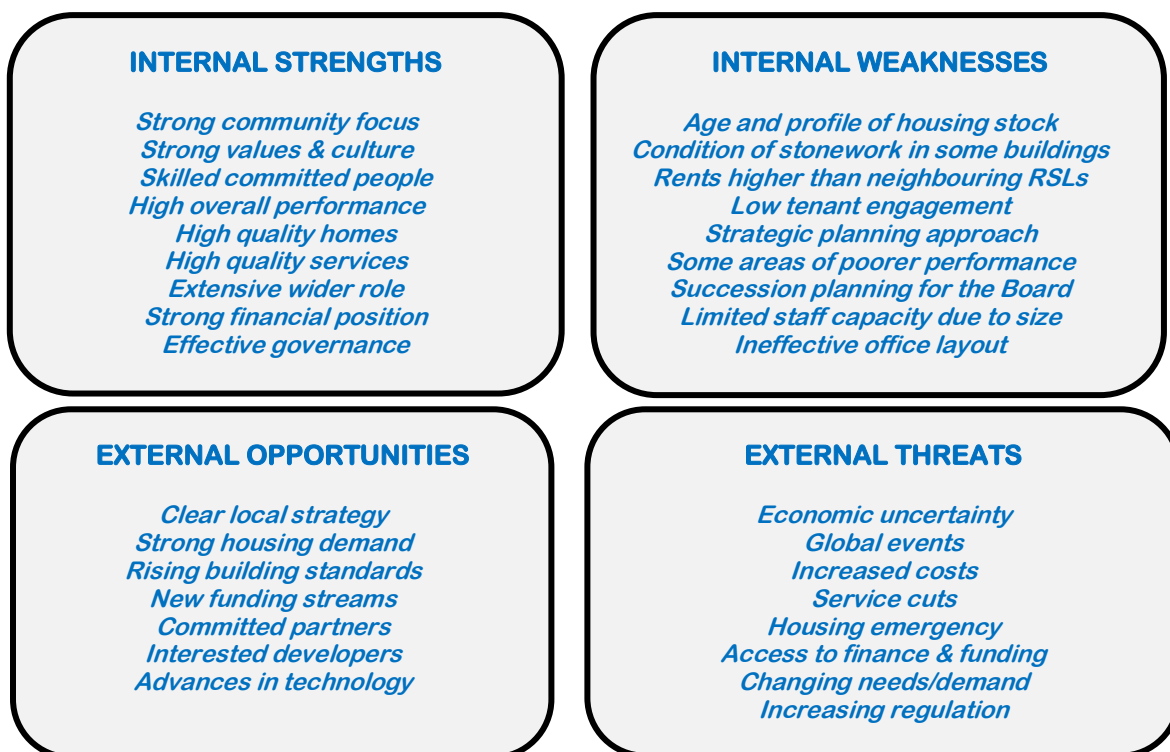 INTERNAL STRENGTHS
Strong community focus
Strong values & culture
Skilled committed people
High overall performance
High quality homes
High quality services
Extensive wider role
Strong financial position
Effective governance
INTERNAL WEAKNESSES
Age and profile of housing stock
Condition of stonework in some buildings
Rents higher than neighbouring RSLs
Low tenant engagement
Strategic planning approach
Some areas of poorer performance
Succession planning for the Board
Limited staff capacity due to size
Ineffective office layout
EXTERNAL OPPORTUNITIES
Clear local strategy
Strong housing demand
Rising building standards
New funding streams
Committed partners
Interested developers
Advances in technology
EXTERNAL THREATS
Economic uncertainty
Global events
Increased costs
Service cuts
Housing emergency
Access to finance & funding
Changing needs/demand
Increasing regulation